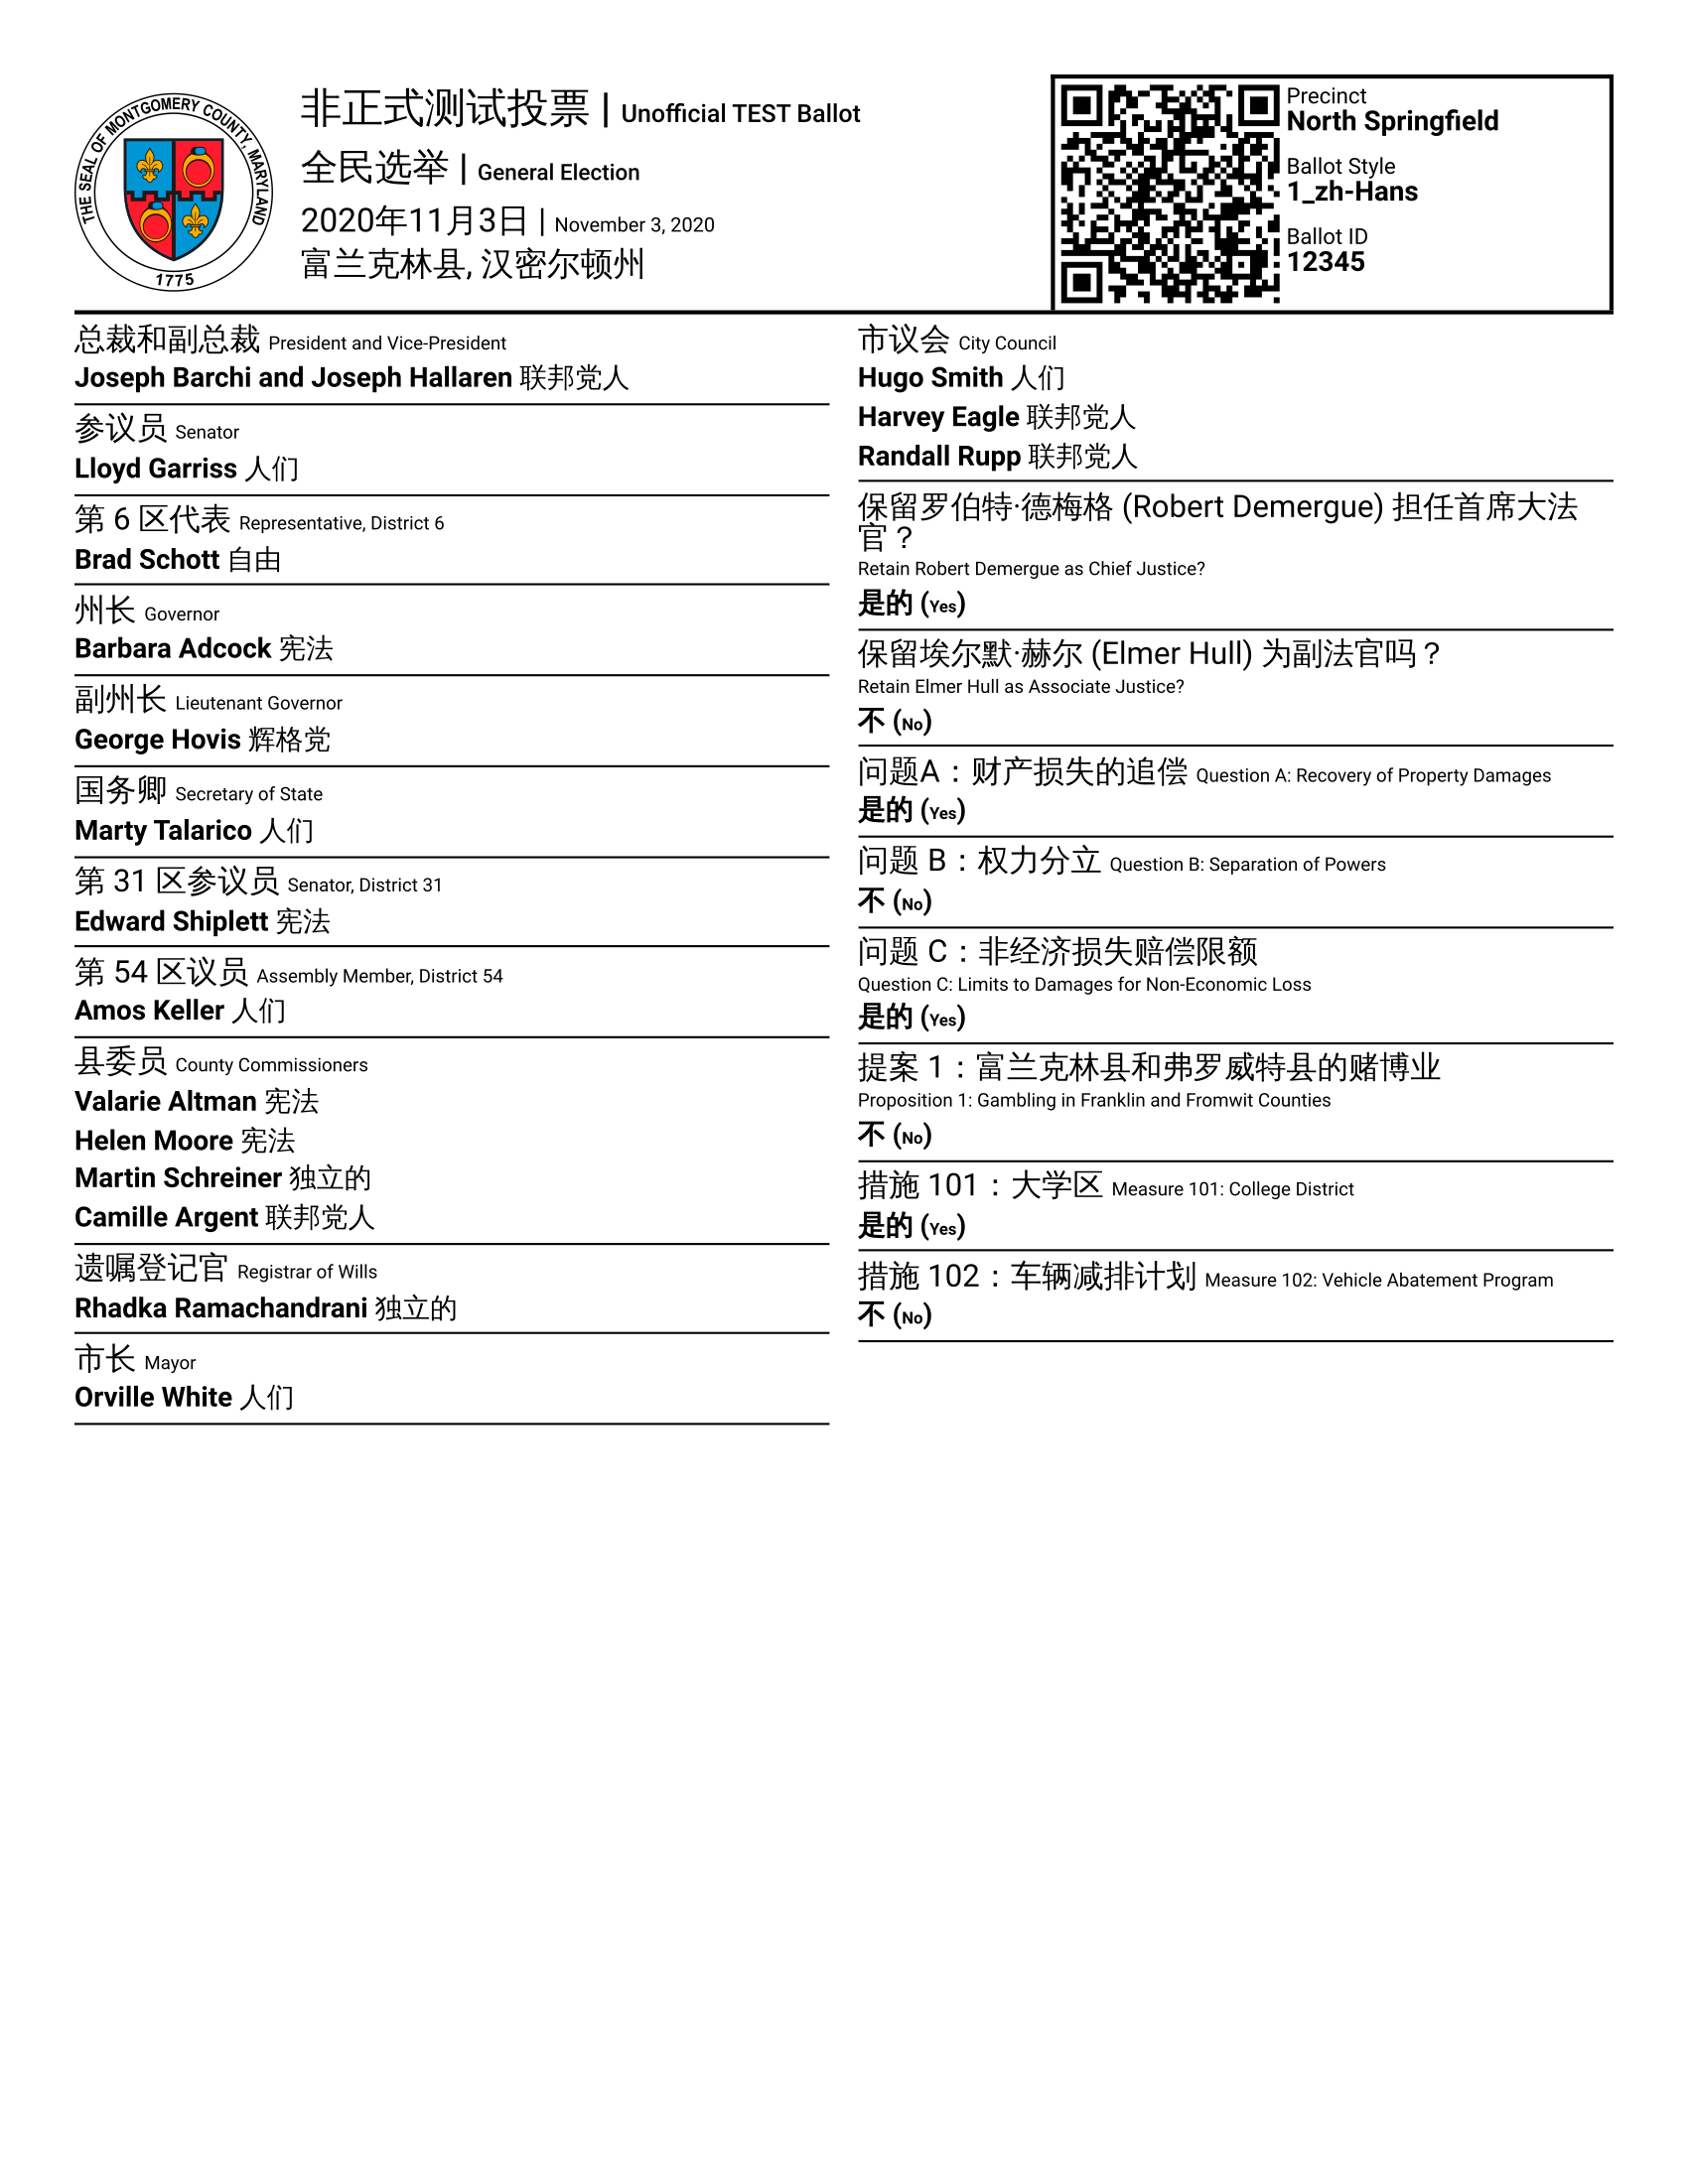 THE SEAL OF MONTGOMERY COUNTY, MARYLAND
1775
非正式测试投票 | Unofficial TEST Ballot
全民选举 | General Election
2020年11月3日 | November 3, 2020
富兰克林县, 汉密尔顿州
Precinct
North Springfield
Ballot Style
1_zh-Hans
Ballot ID
12345
总裁和副总裁 President and Vice-President
Joseph Barchi and Joseph Hallaren 联邦党人
参议员 Senator
Lloyd Garriss 人们
第 6 区代表 Representative, District 6
Brad Schott 自由
州长 Governor
Barbara Adcock 宪法
副州长 Lieutenant Governor
George Hovis 辉格党
国务卿 Secretary of State
Marty Talarico 人们
第 31 区参议员 Senator, District 31
Edward Shiplett 宪法
第 54 区议员 Assembly Member, District 54
Amos Keller 人们
县委员 County Commissioners
Valarie Altman 宪法
Helen Moore 宪法
Martin Schreiner 独立的
Camille Argent 联邦党人
遗嘱登记官 Registrar of Wills
Rhadka Ramachandrani 独立的
市长 Mayor
Orville White 人们
市议会 City Council
Hugo Smith 人们
Harvey Eagle 联邦党人
Randall Rupp 联邦党人
保留罗伯特·德梅格 (Robert Demergue) 担任首席大法
官？
Retain Robert Demergue as Chief Justice?
是的 (Yes)
保留埃尔默·赫尔 (Elmer Hull) 为副法官吗？
Retain Elmer Hull as Associate Justice?
不 (No)
问题A：财产损失的追偿 Question A: Recovery of Property Damages
是的 (Yes)
问题 B：权力分立 Question B: Separation of Powers
不 (No)
问题 C：非经济损失赔偿限额
Question C: Limits to Damages for Non-Economic Loss
是的 (Yes)
提案 1：富兰克林县和弗罗威特县的赌博业
Proposition 1: Gambling in Franklin and Fromwit Counties
不 (No)
措施 101：大学区 Measure 101: College District
是的 (Yes)
措施 102：车辆减排计划 Measure 102: Vehicle Abatement Program
不 (No)